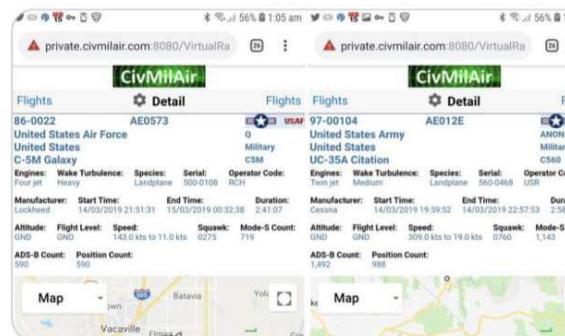 56% 1:05 am
private.civmilair.com:8080/VirtualRa
26
CivMilAir
Flights Detail Flights
86-0022 AE0573 USAF
United States Air Force Q
United States Military
C-5M Galaxy C5M
Engines: Wake Turbulence: Species: Serial: Operator Code:
Four jet Heavy Landplane 500-0108 RCH
Manufacturer: Start Time: End Time: Duration:
Lockheed 14/03/2019 21:51:31 15/03/2019 00:32:38 2:41:07
Altitude: Flight Level: Speed: Squawk: Mode-S Count:
GND GND 143.0 kts to 11.0 kts 0275 719
ADS-B Count: Position Count:
590 590
Map
Batavia
Vacaville
Elmira
56% 1
private.civmilair.com:8080/VirtualRa
26
CivMilAir
Flights Detail F
97-00104 AE012E
United States Army ANON
United States Militar
UC-35A Citation C560
Engines: Wake Turbulence: Species: Serial: Operator Co
Twin jet Medium Landplane 560-0468 USR
Manufacturer: Start Time: End Time: Dura
Cessna 14/03/2019 19:59:52 14/03/2019 22:57:53 2:58
Altitude: Flight Level: Speed: Squawk: Mode-S Count:
GND GND 309.0 kts to 19.0 kts 0760 1,143
ADS-B Count: Position Count:
1,492 988
Map